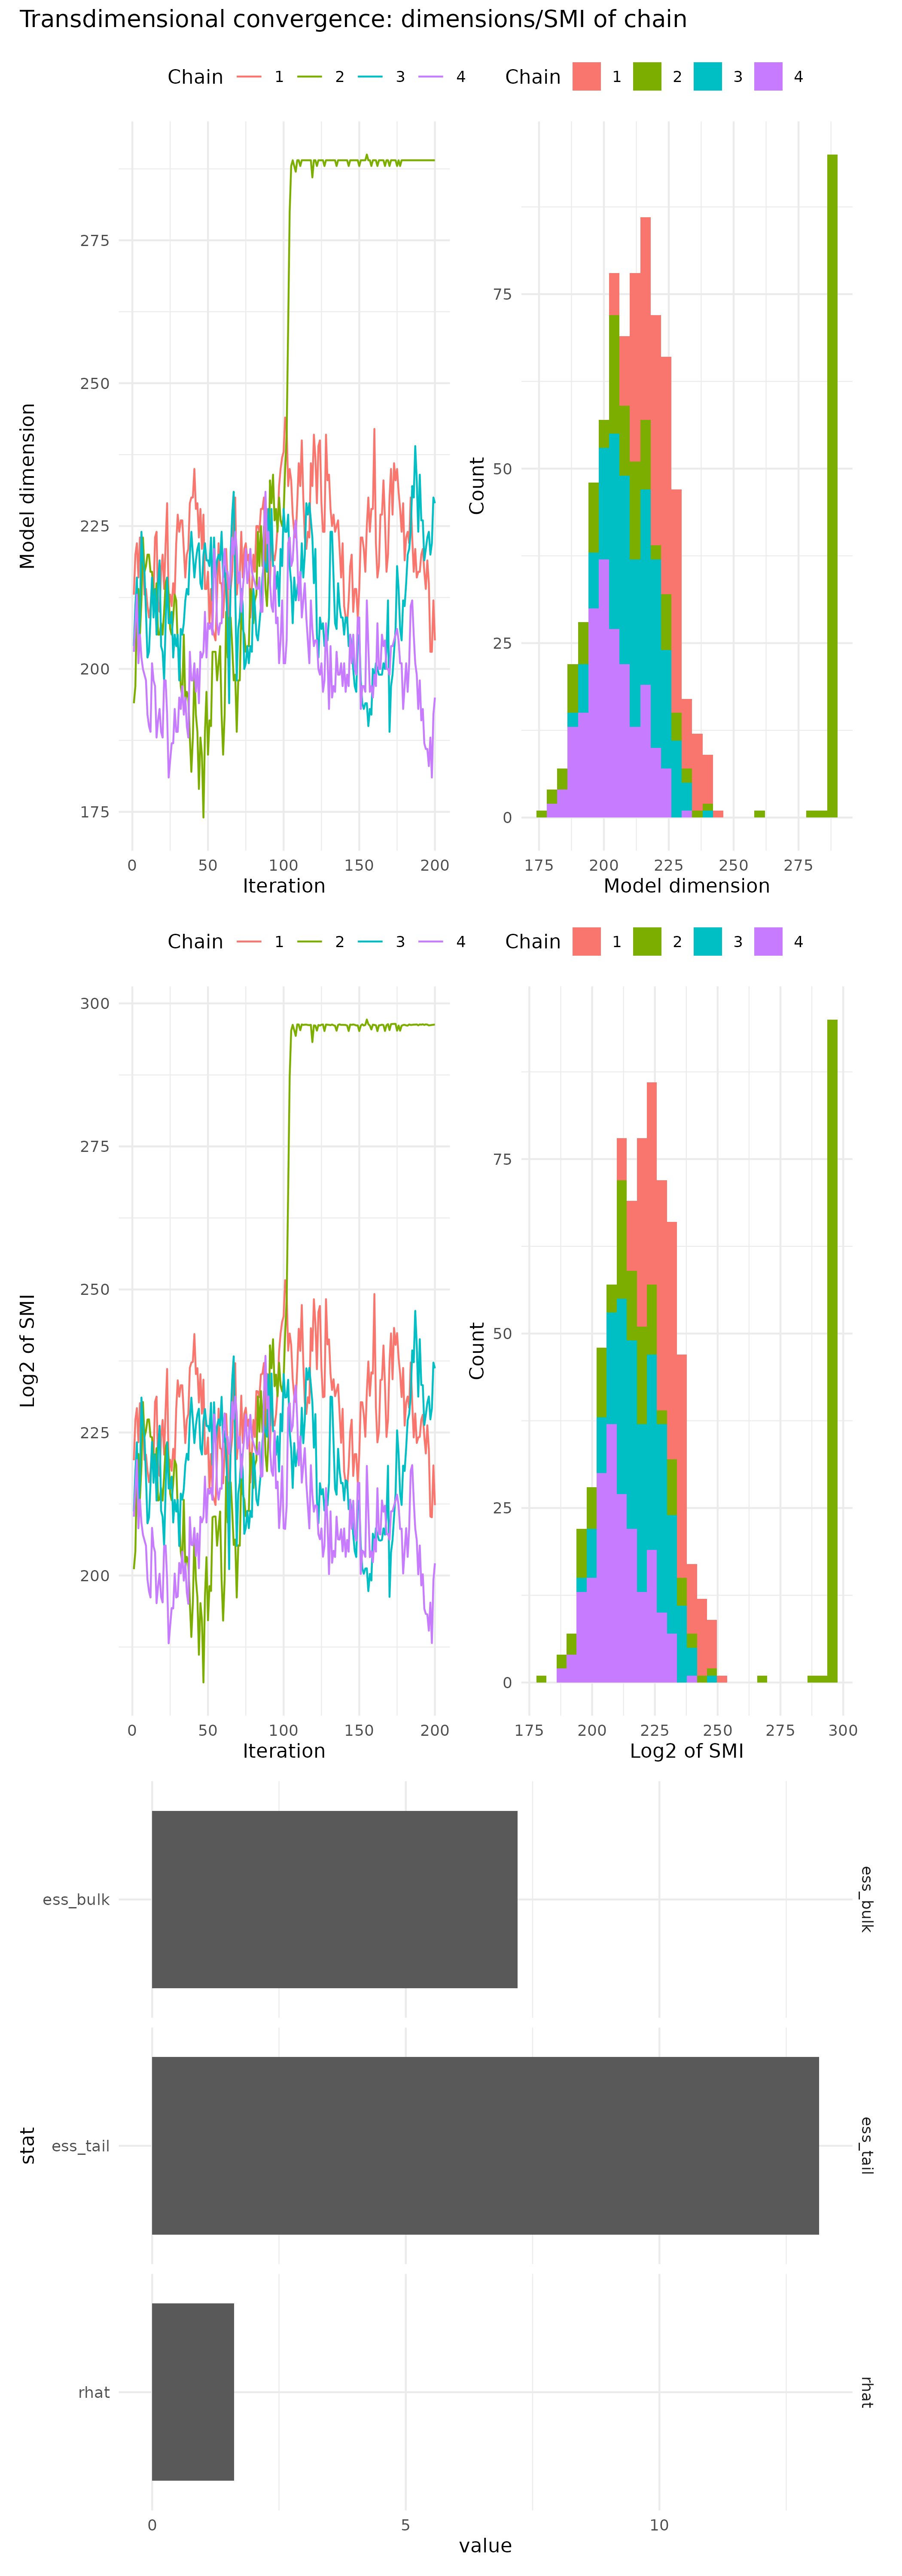 Transdimensional convergence: dimensions/SMI of chain
Chain 1 2 3 4
Chain 1 2 3 4
Model dimension
275
250
225
200
175
0 50 100 150 200
Iteration
Count
75
50
25
0
175 200 225 250 275
Model dimension
Chain 1 2 3 4
Chain 1 2 3 4
Log2 of SMI
300
275
250
225
200
0 50 100 150 200
Iteration
Count
75
50
25
0
175 200 225 250 275 300
Log2 of SMI
stat
ess_bulk
ess_bulk
ess_tail
ess_tail
rhat
rhat
0 5 10
value